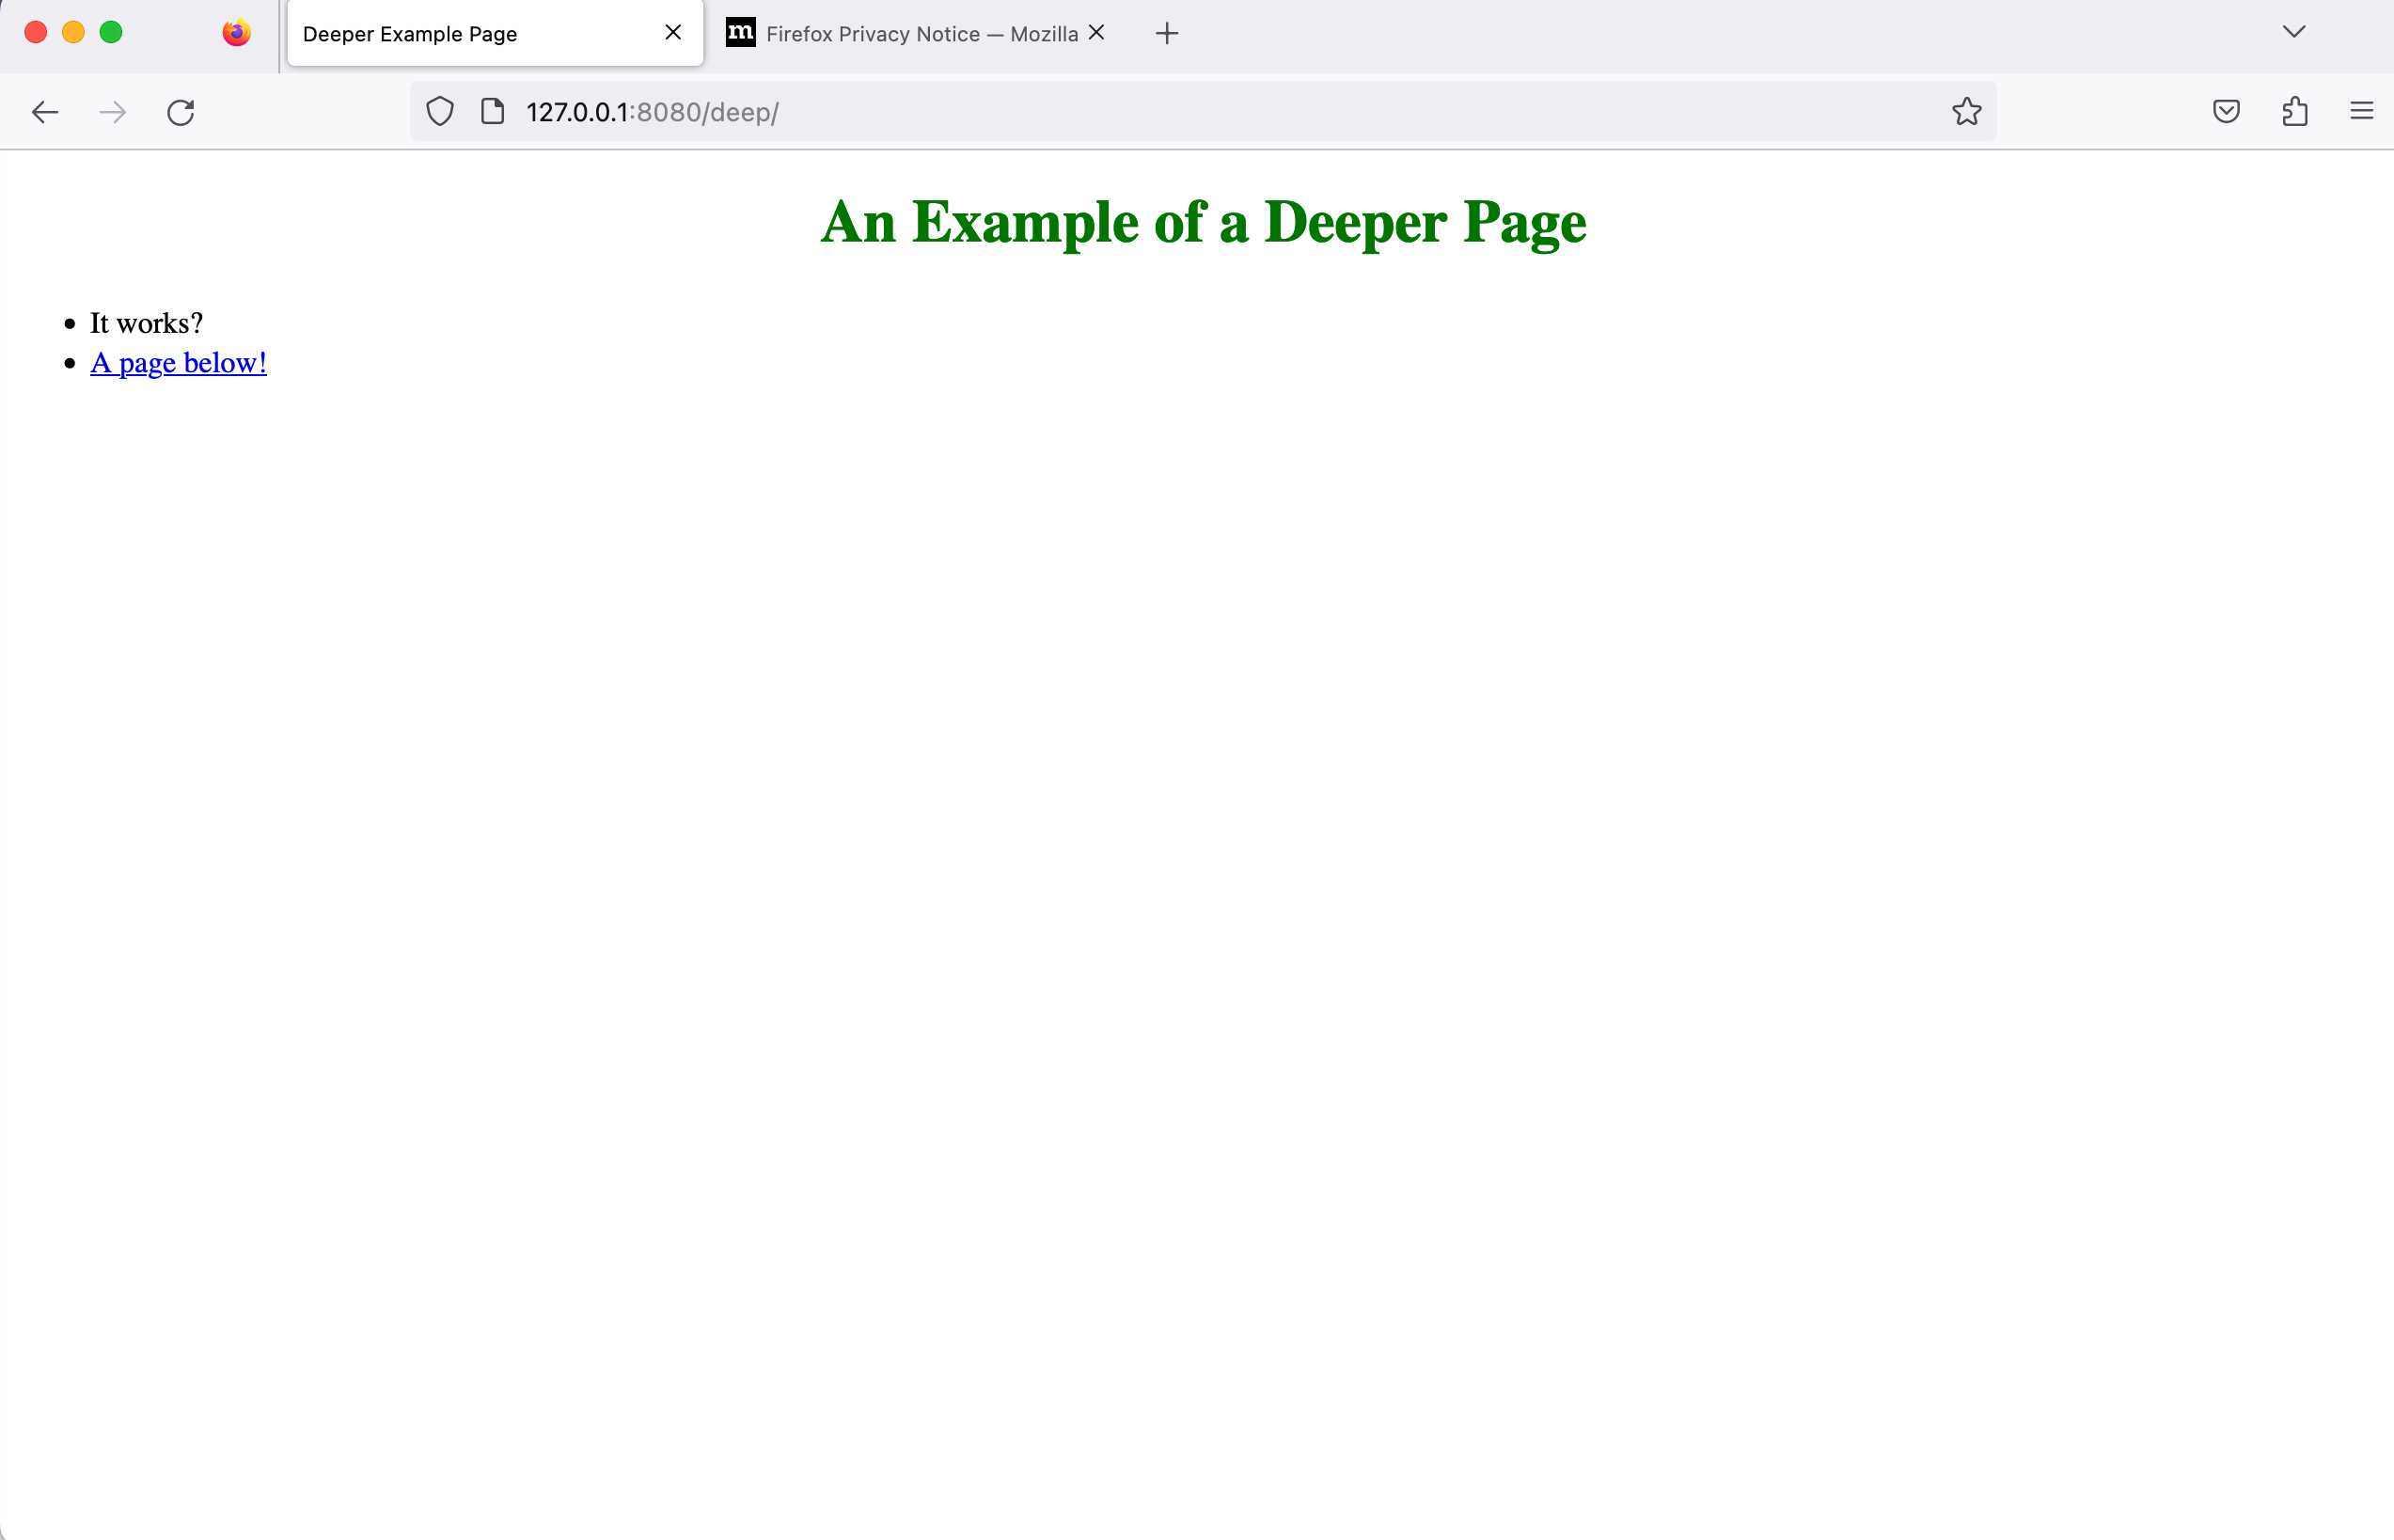 Deeper Example Page
m Firefox Privacy Notice — Mozilla
127.0.0.1:8080/deep/
An Example of a Deeper Page
It works?
A page below!